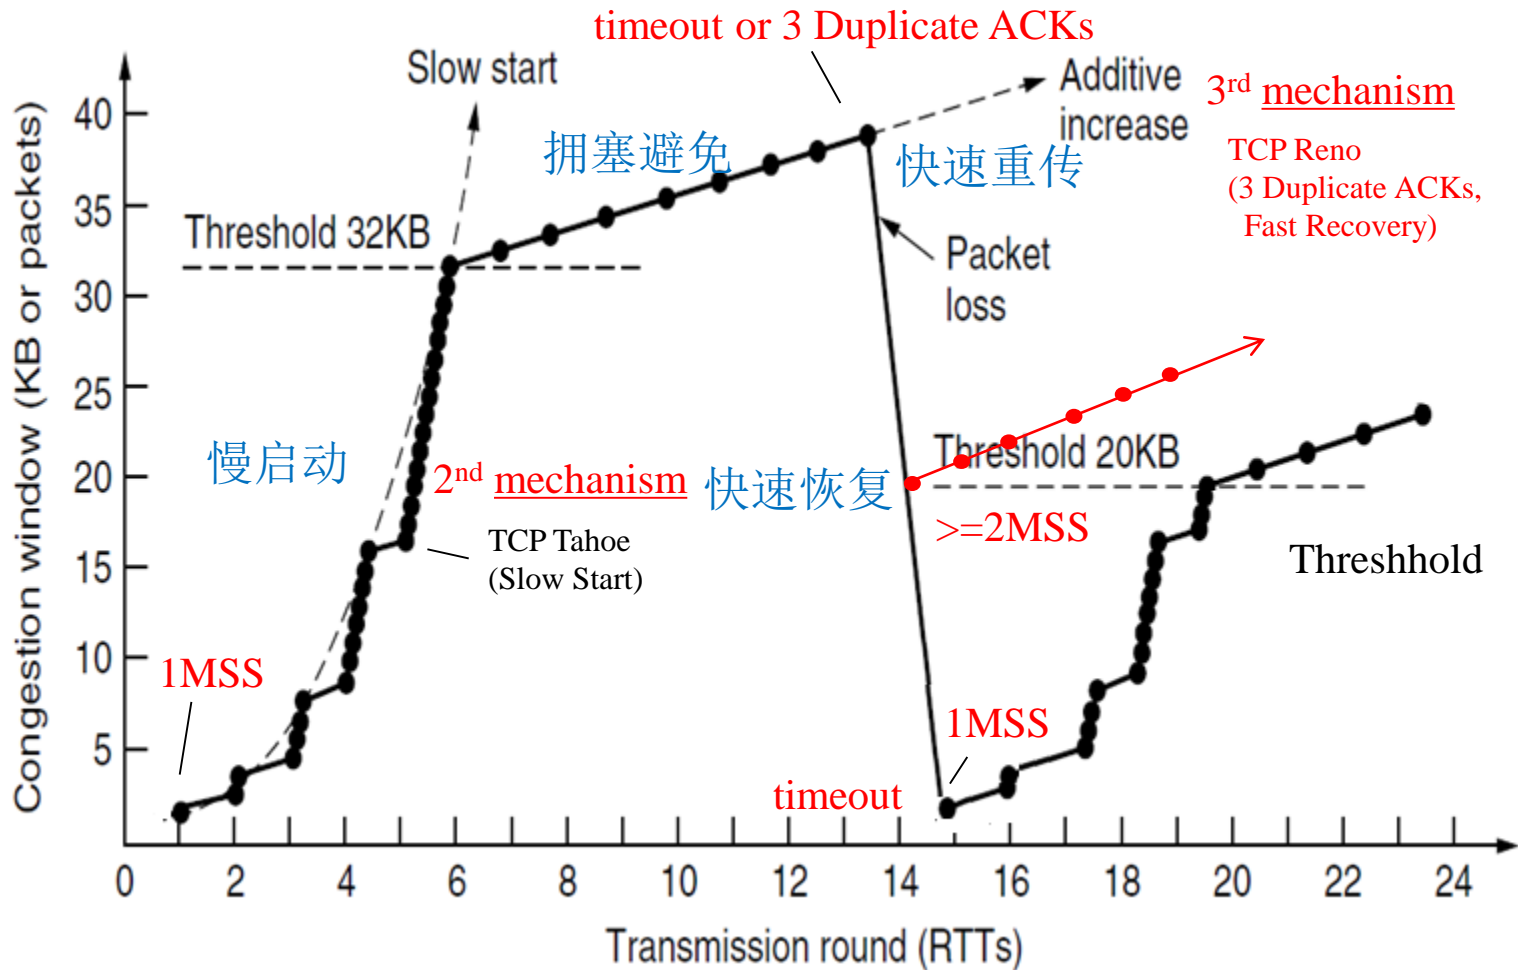 timeout or 3 Duplicate ACKs
Slow start
Additive
increase
3rd mechanism
40
拥塞避免
快速重传
TCP Reno
(3 Duplicate ACKs,
Fast Recovery)
35
Threshold 32KB
Packet
loss
30
25
慢启动
2nd mechanism
快速恢复
Threshold 20KB
20
TCP Tahoe
(Slow Start)
>=2MSS
Threshhold
15
10
1MSS
1MSS
5
timeout
Congestion window (KB or packets)
0 2 4 6 8 10 12 14 16 18 20 22 24
Transmission round (RTTs)